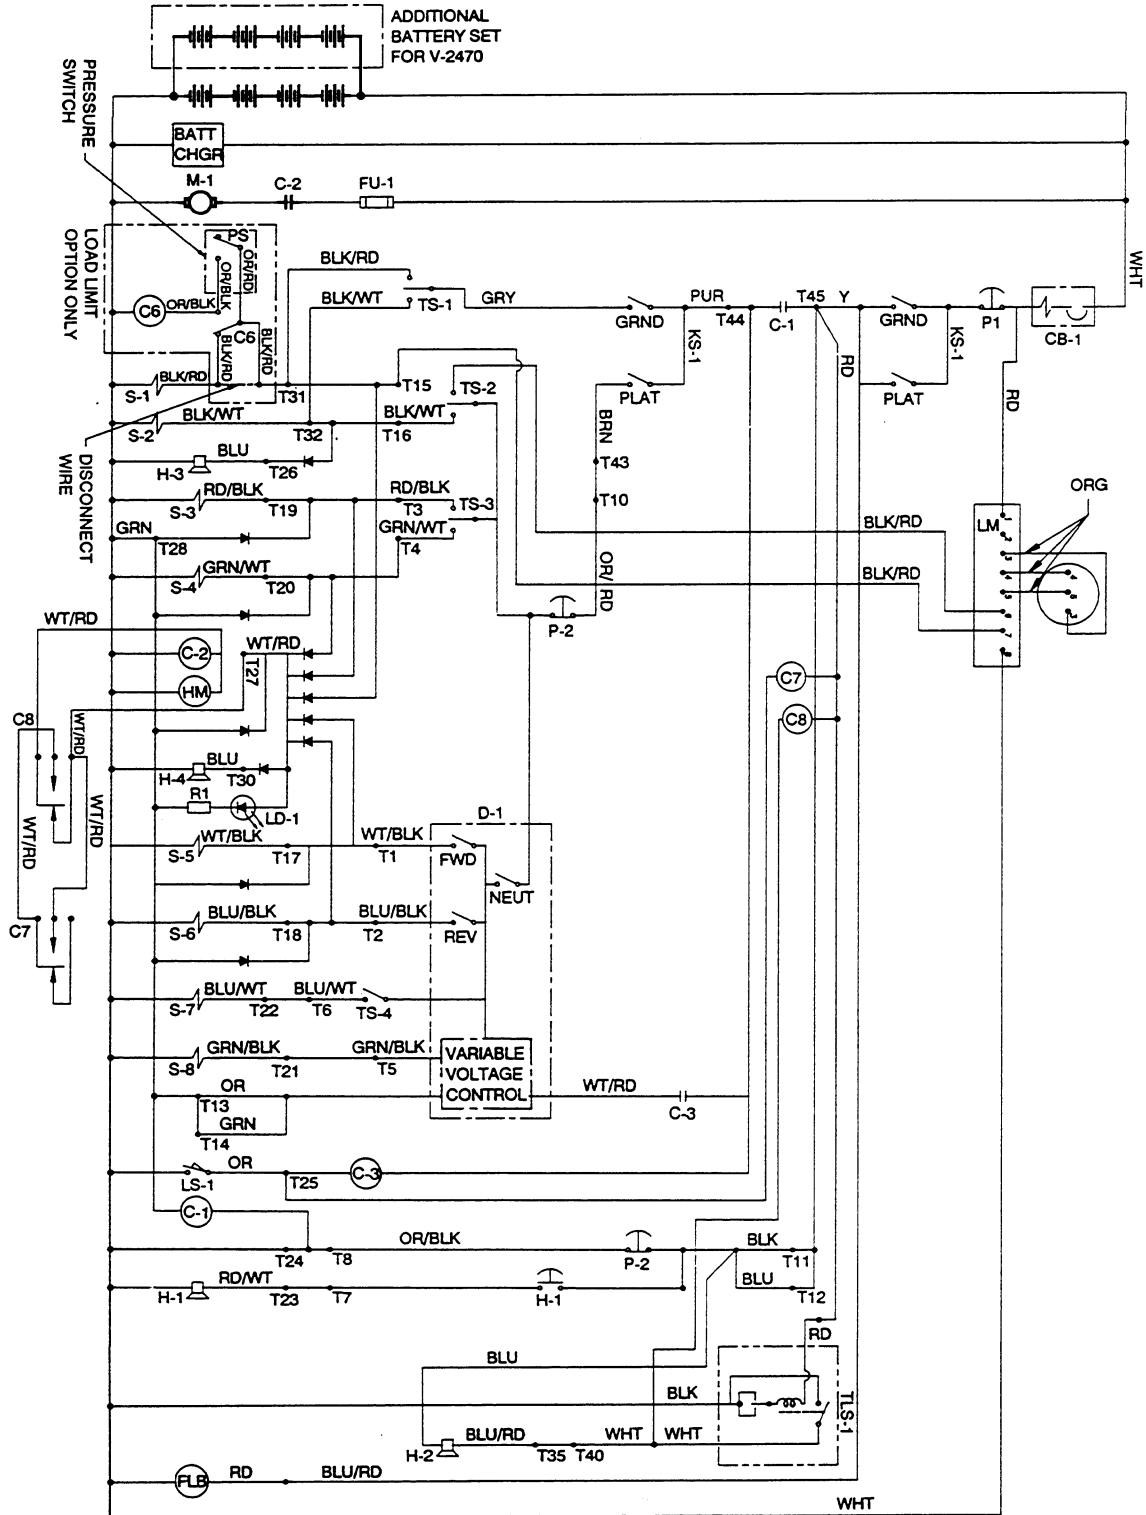 ADDITIONAL
BATTERY SET
FOR V-2470
PRESSURE
SWITCH
BATT
CHGR
M-1
C-2
FU-1
WHT
LOAD LIMIT
OPTION ONLY
PS
OR/RD
OR/BLK
C6
OR/BLK
C6
BLK/RD
BLK/RD
BLK/RD
BLK/WT
TS-1
GRY
GRND
PUR
T44
C-1
T45
Y
GRND
P1
CB-1
KS-1
KS-1
RD
RD
PLAT
PLAT
S-1
BLK/RD
T31
T15
TS-2
S-2
BLK/WT
T32
BLK/WT
T16
BRN
H-3
BLU
T26
T43
DISCONNECT
WIRE
S-3
RD/BLK
T19
RD/BLK
T3
TS-3
T10
ORG
GRN
T28
GRN/WT
T4
BLK/RD
LM
1
2
3
4
5
6
7
8
4
5
3
S-4
GRN/WT
T20
OR/RD
BLK/RD
WT/RD
P-2
C-2
WT/RD
T27
HM
C7
C8
C8
WT/RD
H-4
BLU
T30
R1
LD-1
WT/RD
WT/RD
D-1
S-5
WT/BLK
T17
WT/BLK
T1
FWD
NEUT
S-6
BLU/BLK
T18
BLU/BLK
T2
REV
C7
S-7
BLU/WT
T22
BLU/WT
T6
TS-4
S-8
GRN/BLK
T21
GRN/BLK
T5
VARIABLE
VOLTAGE
CONTROL
OR
T13
GRN
T14
WT/RD
C-3
LS-1
OR
T25
C-3
C-1
T24
T8
OR/BLK
P-2
BLK
T11
H-1
RD/WT
T23
T7
H-1
BLU
T12
RD
BLU
BLK
TLS-1
H-2
BLU/RD
T35
T40
WHT
WHT
FLB
RD
BLU/RD
WHT